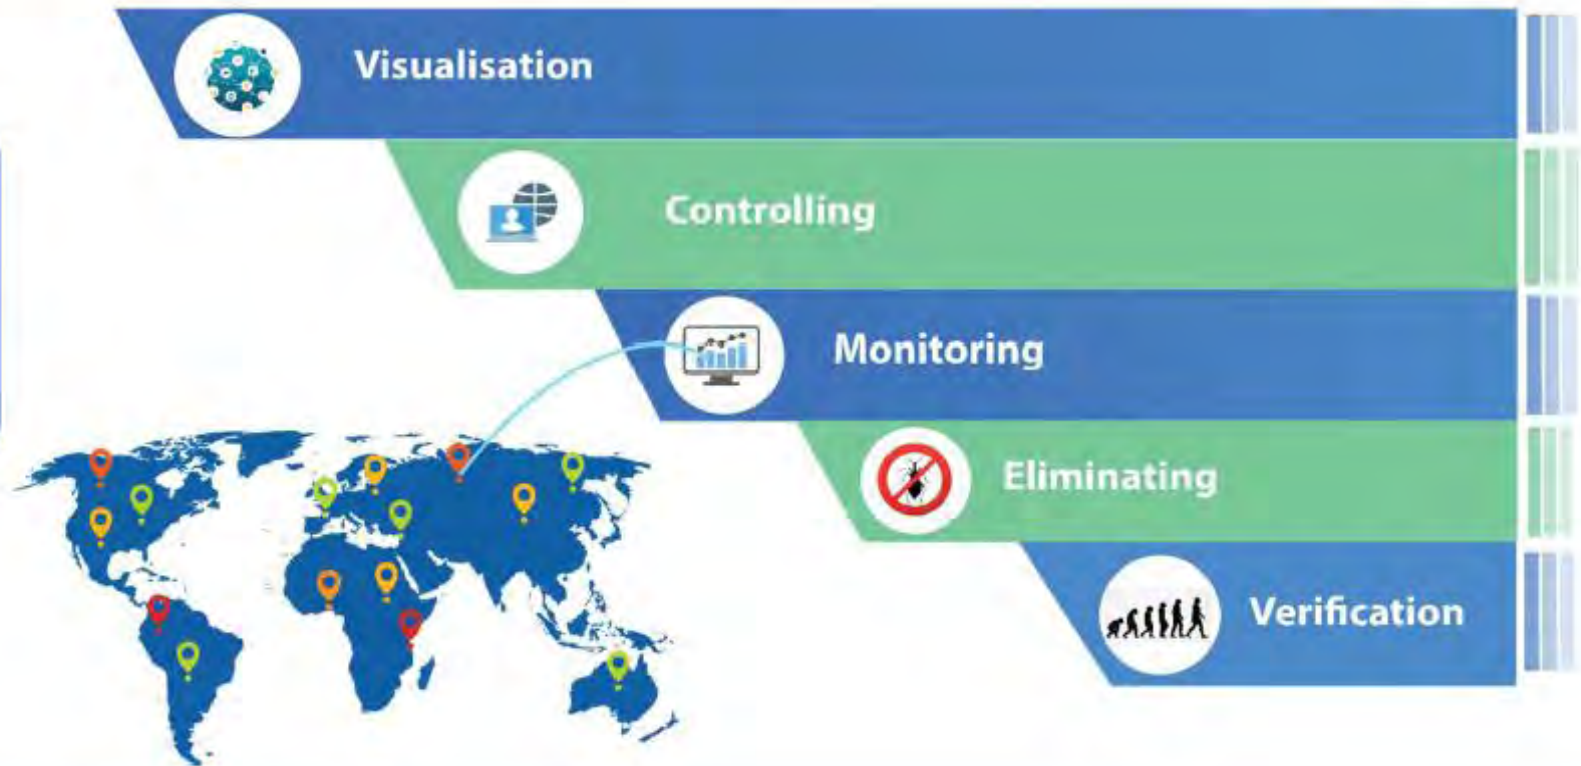 Visualisation
Controlling
Monitoring
Eliminating
Verification